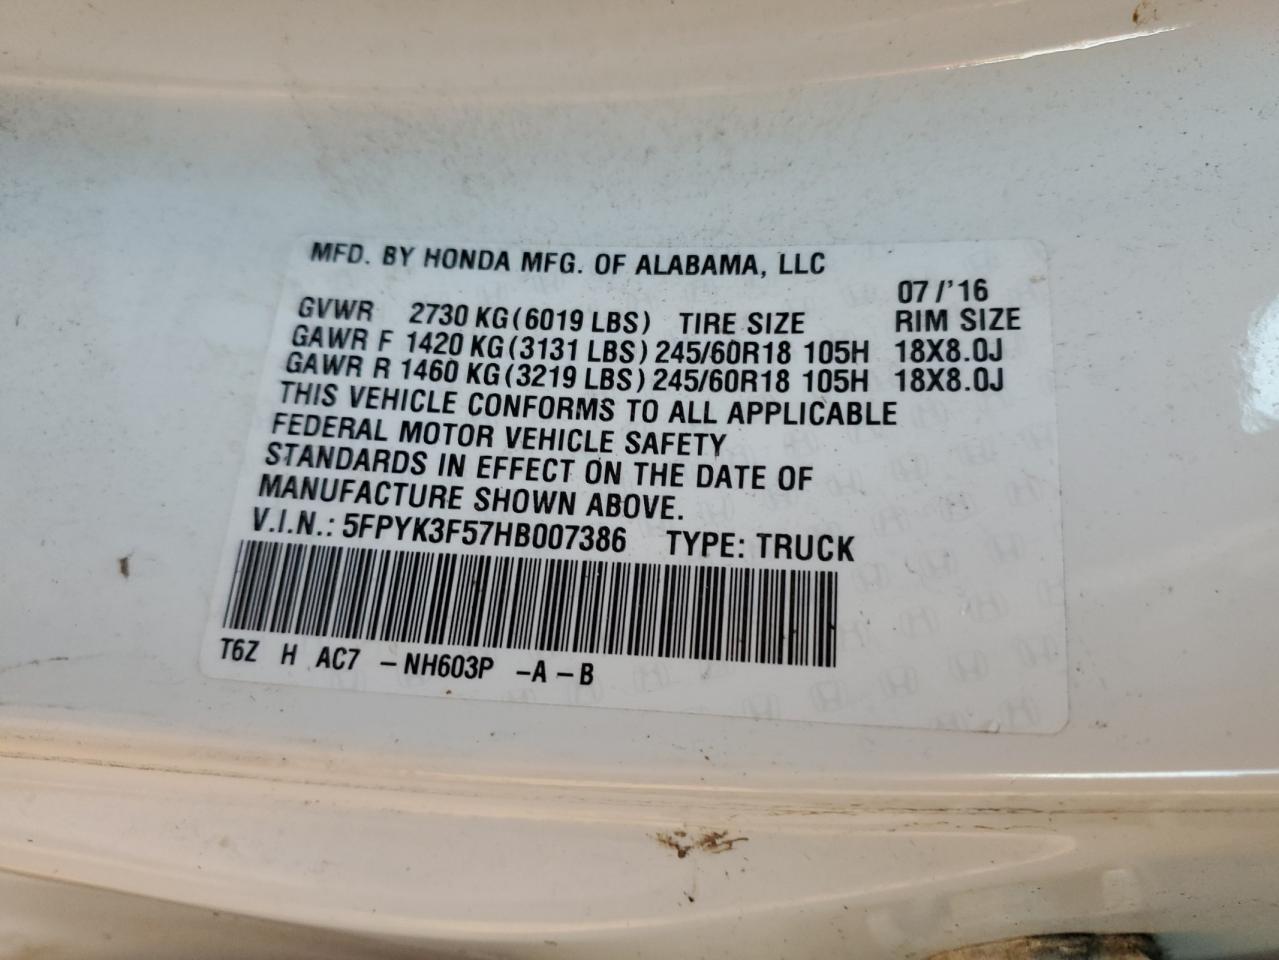 MFD. BY HONDA MFG. OF ALABAMA, LLC
07/'16
GVWR 2730 KG(6019 LBS) TIRE SIZE RIM SIZE
GAWR F 1420 KG(3131 LBS) 245/60R18 105H 18X8.0J
GAWR R 1460 KG(3219 LBS) 245/60R18 105H 18X8.0J
THIS VEHICLE CONFORMS TO ALL APPLICABLE
FEDERAL MOTOR VEHICLE SAFETY
STANDARDS IN EFFECT ON THE DATE OF
MANUFACTURE SHOWN ABOVE.
V.I.N.: 5FPYK3F57HB007386 TYPE: TRUCK
T6Z H AC7 -NH603P -A-B